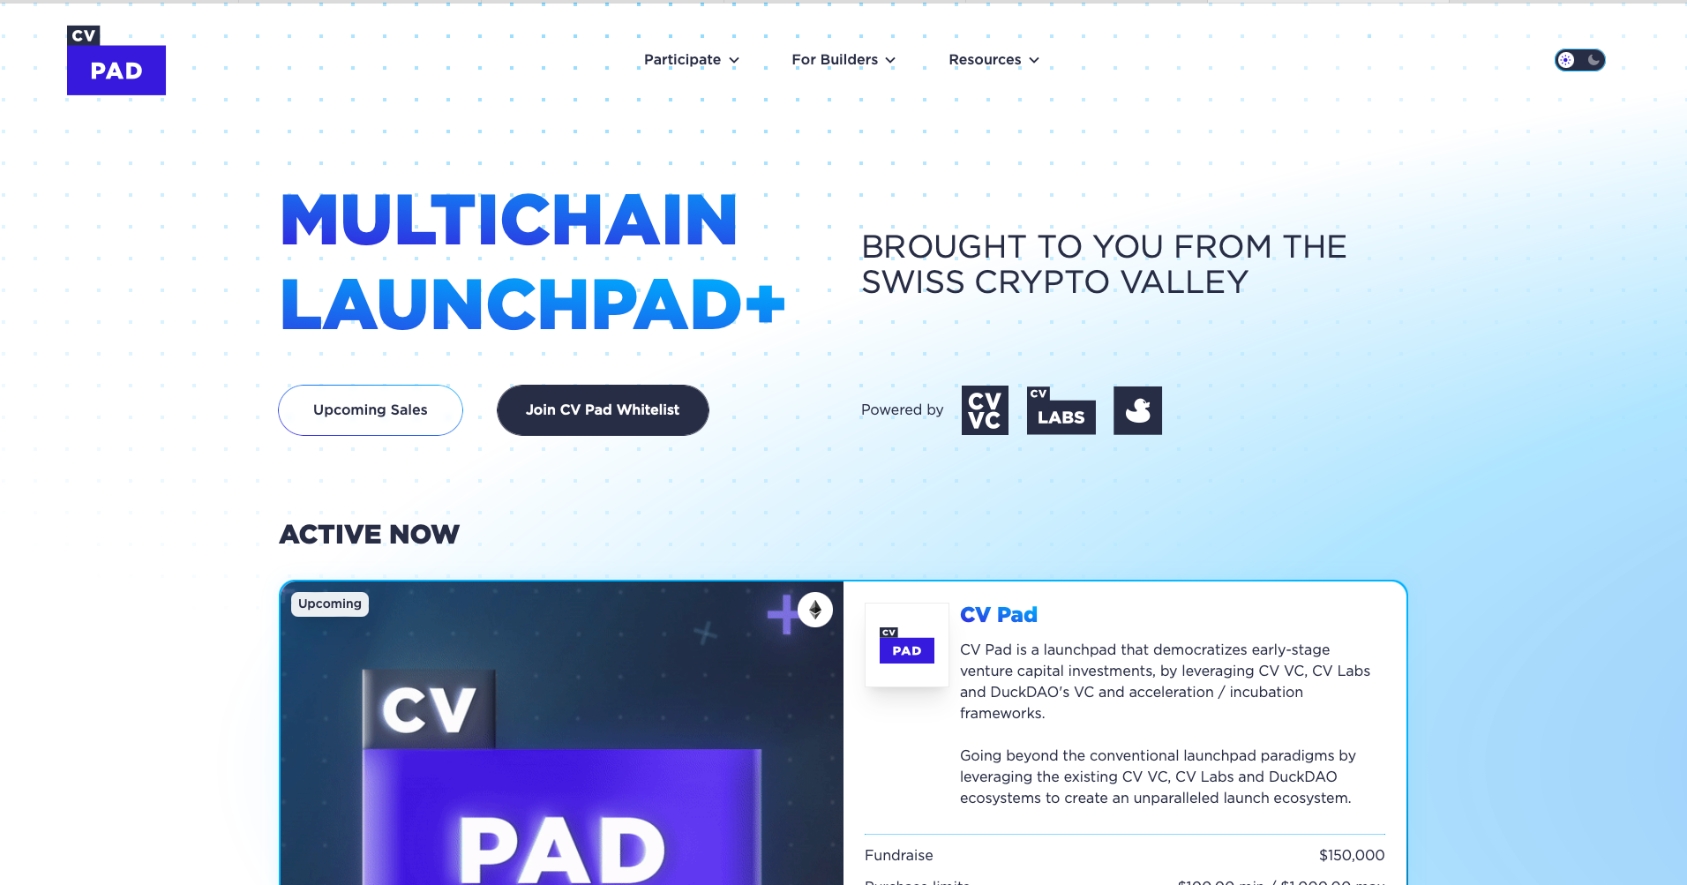 CV
PAD
Participate
For Builders
Resources
MULTICHAIN
LAUNCHPAD+
BROUGHT TO YOU FROM THE
SWISS CRYPTO VALLEY
Upcoming Sales
Join CV Pad Whitelist
Powered by
CV
VC
CV
LABS
ACTIVE NOW
Upcoming
CV
PAD
CV
PAD
CV Pad
CV Pad is a launchpad that democratizes early-stage
venture capital investments, by leveraging CV VC, CV Labs
and DuckDAO's VC and acceleration / incubation
frameworks.
Going beyond the conventional launchpad paradigms by
leveraging the existing CV VC, CV Labs and DuckDAO
ecosystems to create an unparalleled launch ecosystem.
Fundraise $150,000